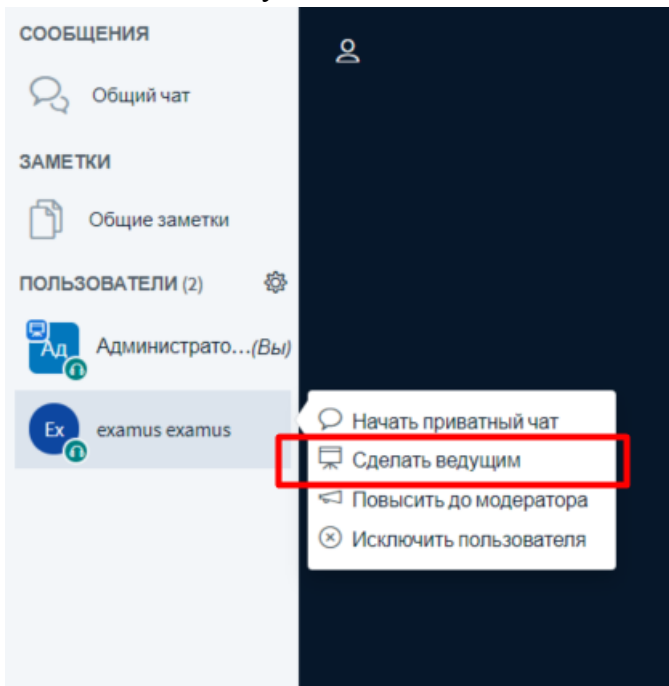 СООБЩЕНИЯ
Общий чат
ЗАМЕТКИ
Общие заметки
ПОЛЬЗОВАТЕЛИ (2)
Ад
Администрато...(Вы)
Ex
examus examus
Начать приватный чат
Сделать ведущим
Повысить до модератора
Исключить пользователя